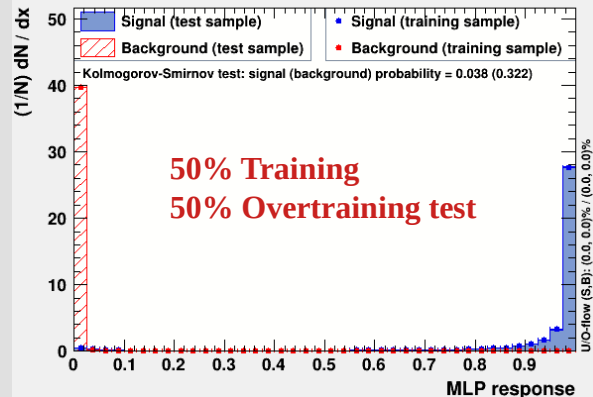 Signal (test sample)
Background (test sample)
Signal (training sample)
Background (training sample)
Kolmogorov-Smirnov test: signal (background) probability = 0.038 (0.322)
50% Training
50% Overtraining test
(1/N) dN / dx
50
40
30
20
10
0
0 0.1 0.2 0.3 0.4 0.5 0.6 0.7 0.8 0.9
MLP response
U/O-flow (S,B): (0.0, 0.0)% / (0.0, 0.0)%